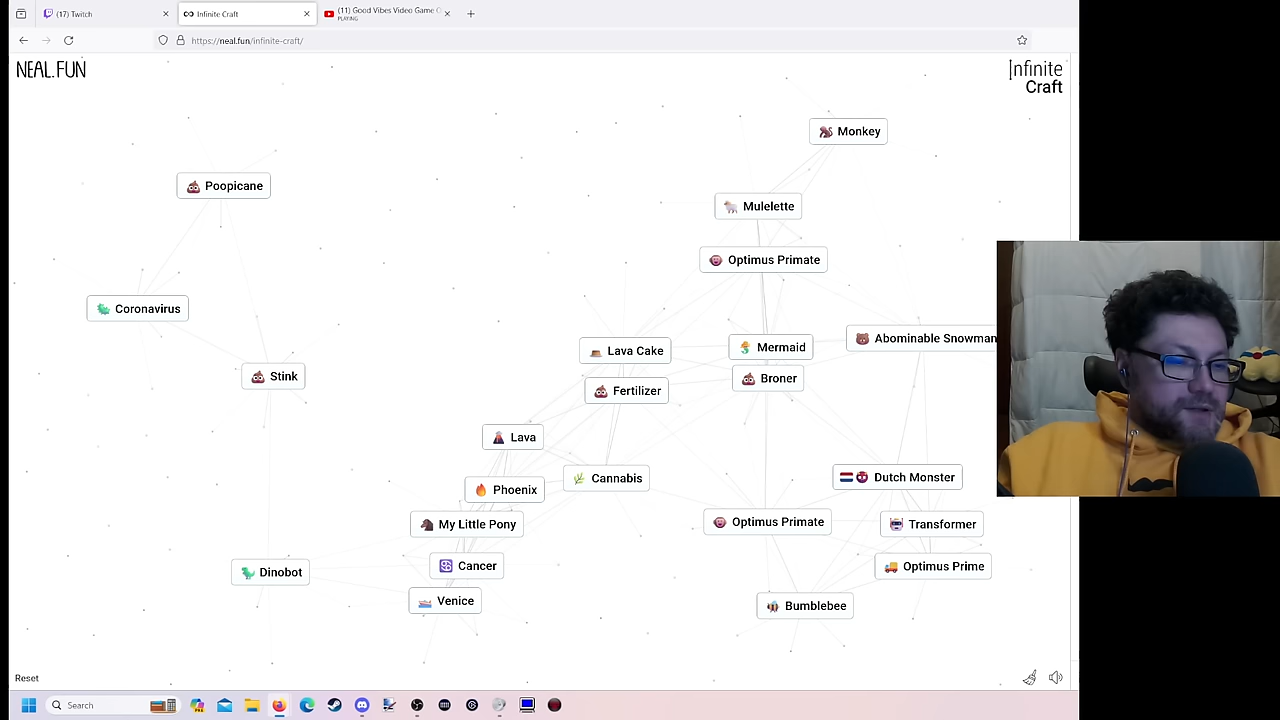 (17) Twitch
Infinite Craft
(11) Good Vibes Video Game
PLAYING
https://neal.fun/infinite-craft/
NEAL.FUN
Infinite
Craft
Monkey
Poopicane
Mulelette
Optimus Primate
Coronavirus
Abominable Snowman
Mermaid
Lava Cake
Stink
Broner
Fertilizer
Lava
Cannabis
Dutch Monster
Phoenix
My Little Pony
Optimus Primate
Transformer
Cancer
Optimus Prime
Dinobot
Venice
Bumblebee
Reset
Search